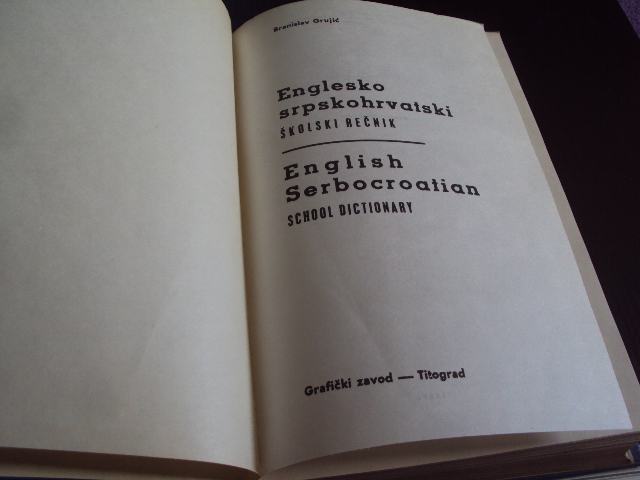 Branislav Grujić
Englesko
srpskohrvatski
ŠKOLSKI REČNIK
English
Serbocroatian
SCHOOL DICTIONARY
Grafički zavod — Titograd